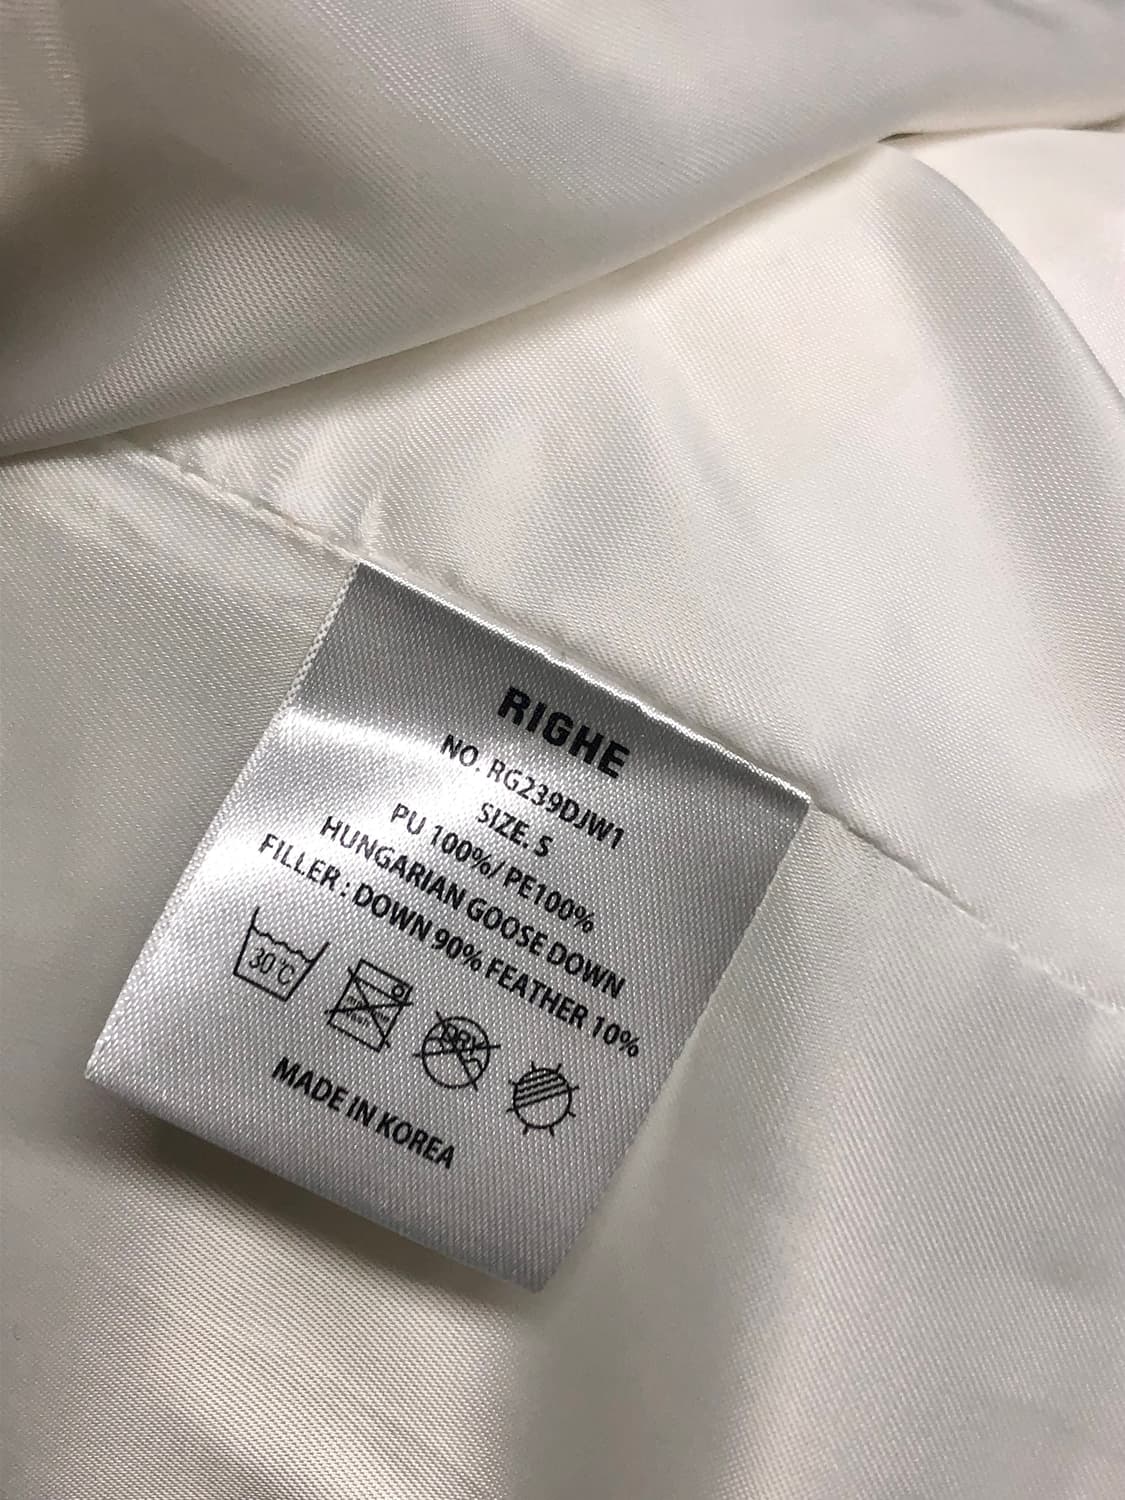 RIGHE
NO. RG239DJW1
SIZE. S
PU 100%/ PE100%
HUNGARIAN GOOSE DOWN
FILLER : DOWN 90% FEATHER 10%
30℃
DRY
MADE IN KOREA